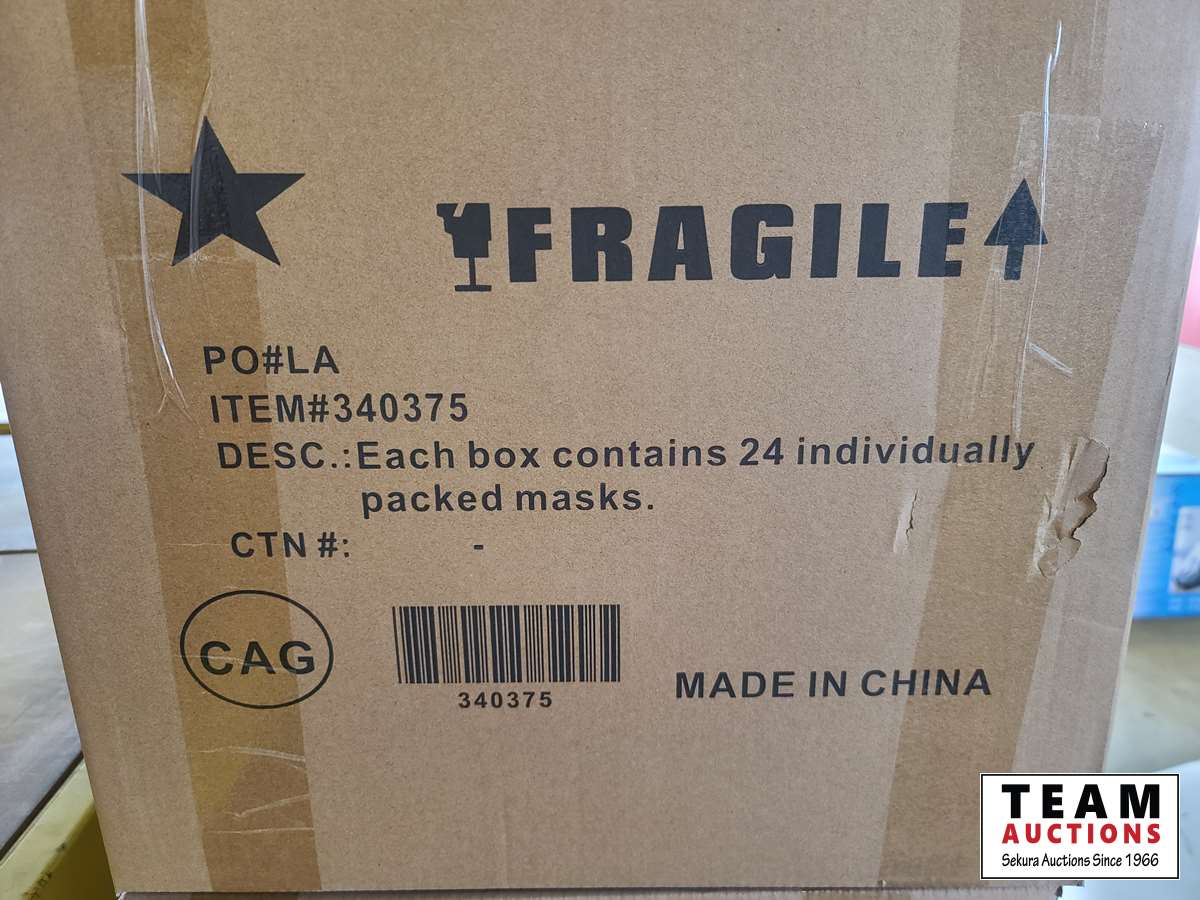 FRAGILE
PO#LA
ITEM#340375
DESC.:Each box contains 24 individually
packed masks.
CTN #: -
CAG
340375
MADE IN CHINA
TEAM
AUCTIONS
Sekura Auctions Since 1966